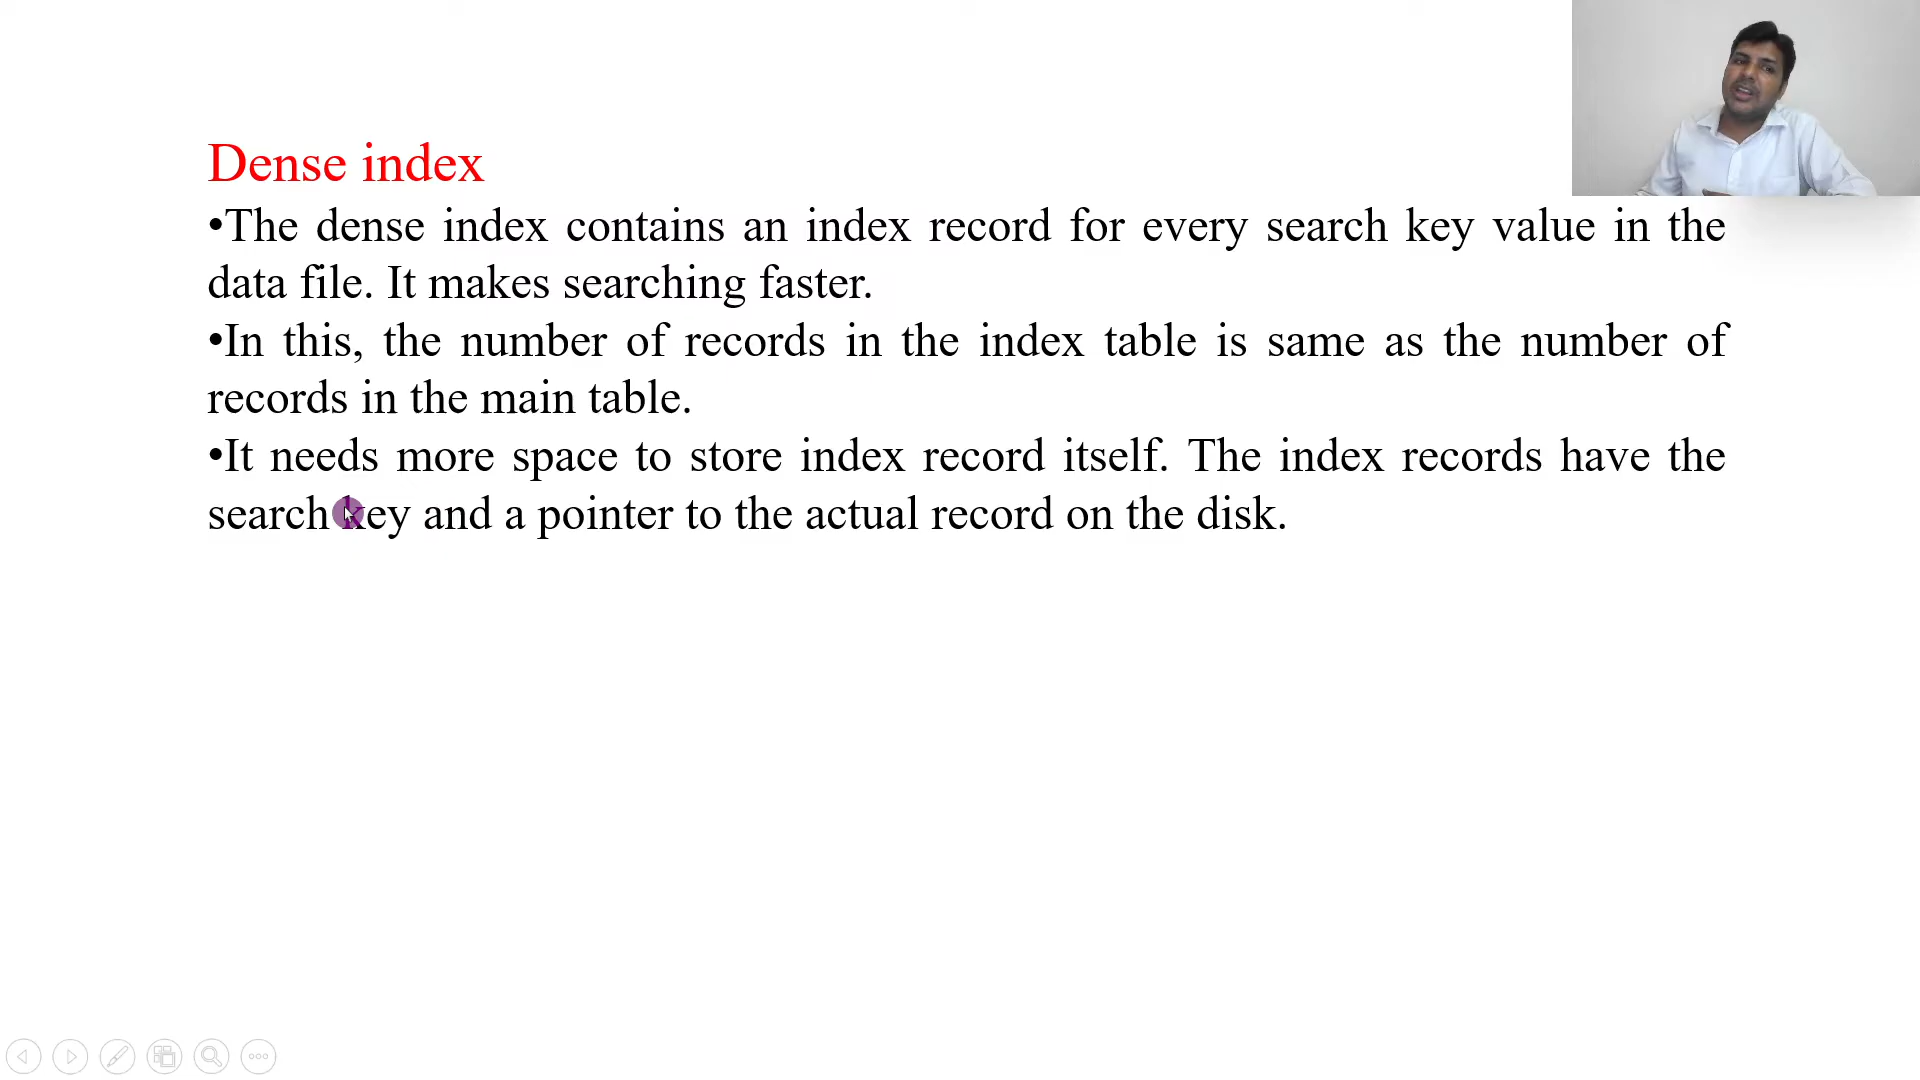 Dense index
•The dense index contains an index record for every search key value in the
data file. It makes searching faster.
•In this, the number of records in the index table is same as the number of
records in the main table.
•It needs more space to store index record itself. The index records have the
search key and a pointer to the actual record on the disk.